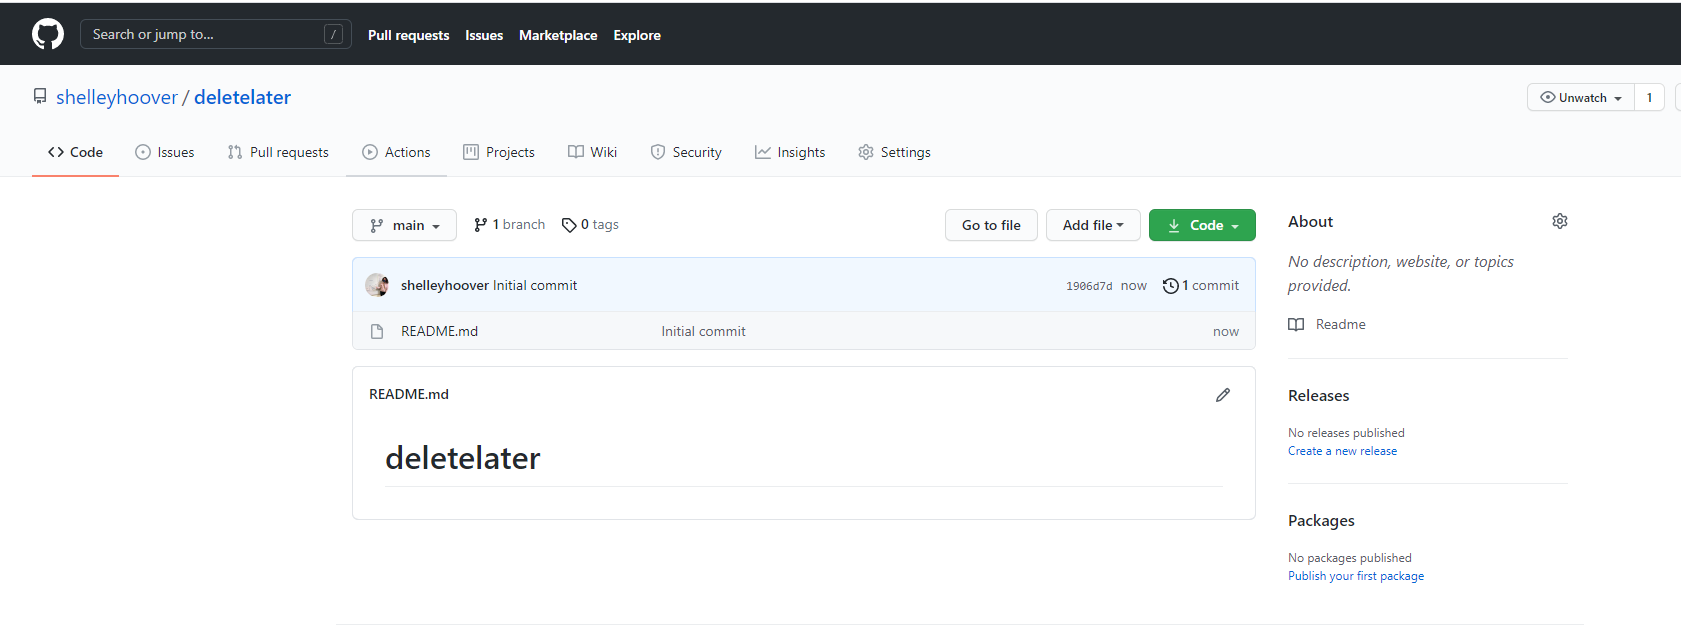 Search or jump to... /
Pull requests Issues Marketplace Explore
shelleyhoover / deletelater
Unwatch 1
Code Issues Pull requests Actions Projects Wiki Security Insights Settings
main 1 branch 0 tags
Go to file Add file Code
shelleyhoover Initial commit 1906d7d now 1 commit
README.md Initial commit now
README.md
deletelater
About
No description, website, or topics
provided.
Readme
Releases
No releases published
Create a new release
Packages
No packages published
Publish your first package